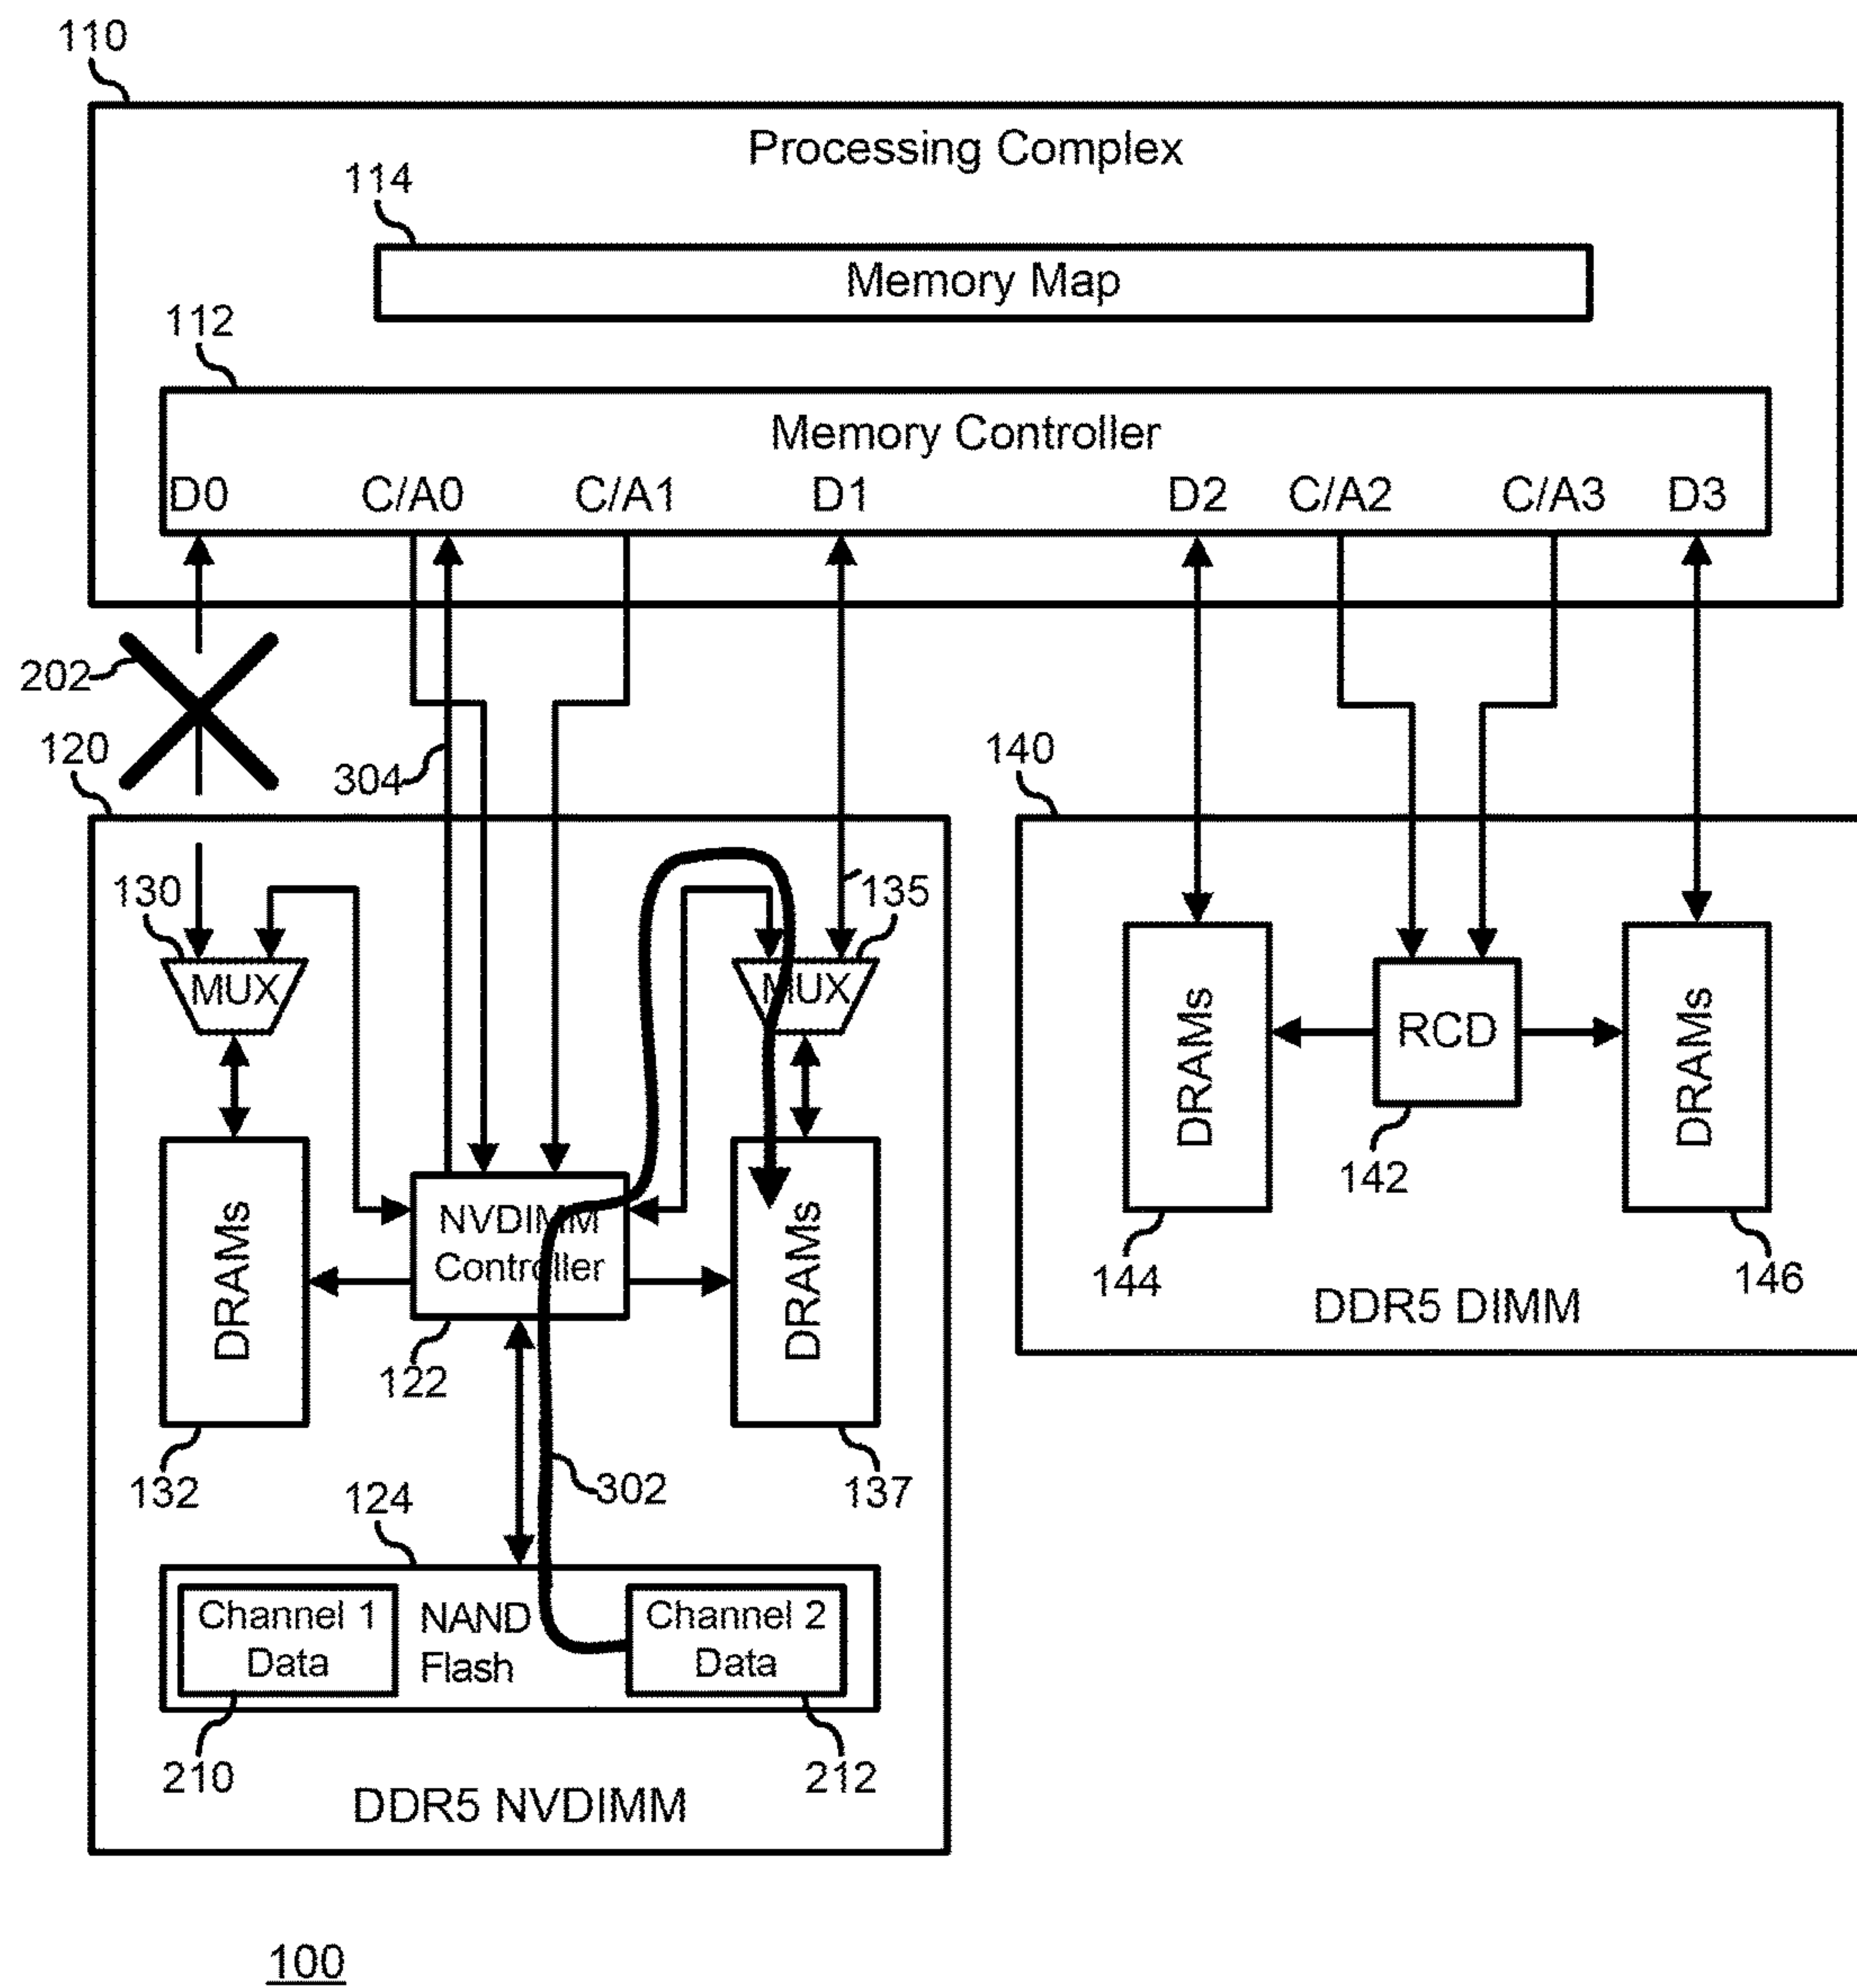 110
Processing Complex
114
Memory Map
112
Memory Controller
D0 C/A0 C/A1 D1 D2 C/A2 C/A3 D3
202
120
304
140
130
135
MUX
MUX
DRAMs
RCD
DRAMs
142
144
146
DDR5 DIMM
DRAMs
NVDIMM
Controller
DRAMs
122
132
302
137
124
Channel 1
Data
NAND
Flash
Channel 2
Data
210
212
DDR5 NVDIMM
100